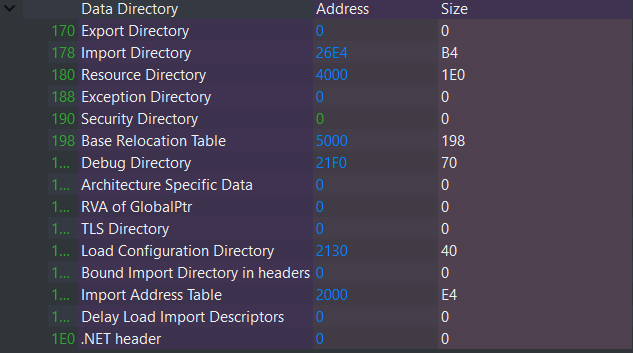 Data Directory Address Size
170 Export Directory 0 0
178 Import Directory 26E4 B4
180 Resource Directory 4000 1E0
188 Exception Directory 0 0
190 Security Directory 0 0
198 Base Relocation Table 5000 198
1... Debug Directory 21F0 70
1... Architecture Specific Data 0 0
1... RVA of GlobalPtr 0 0
1... TLS Directory 0 0
1... Load Configuration Directory 2130 40
1... Bound Import Directory in headers 0 0
1... Import Address Table 2000 E4
1... Delay Load Import Descriptors 0 0
1E0 .NET header 0 0